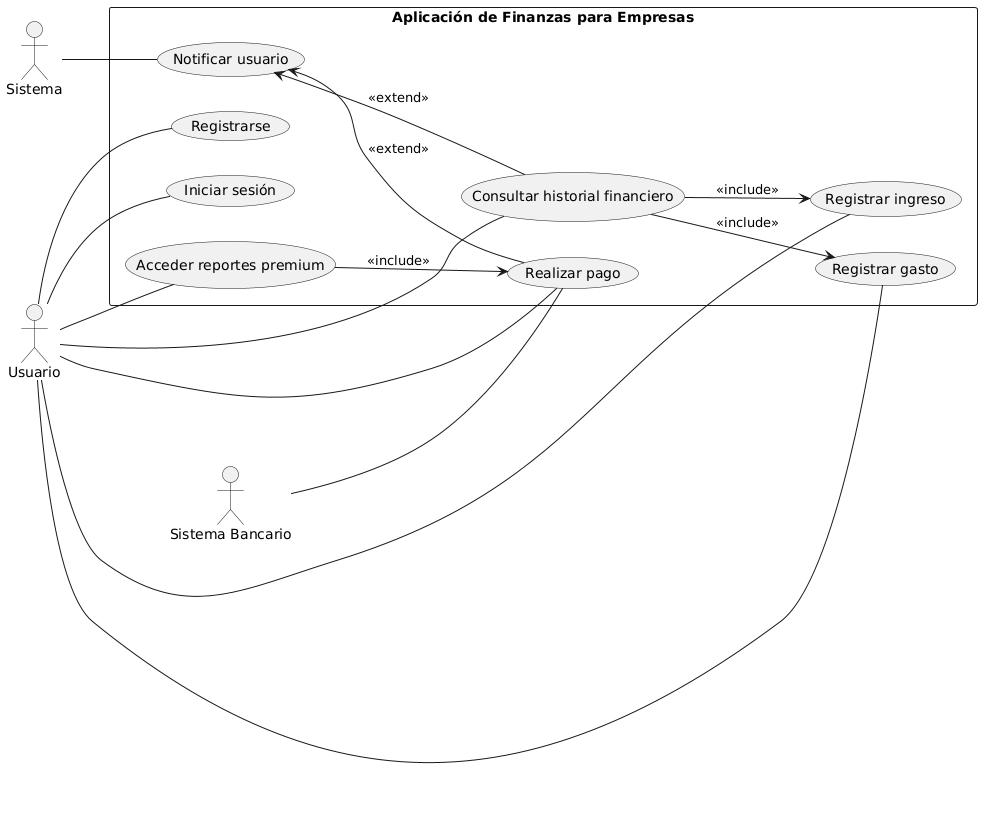 Aplicación de Finanzas para Empresas
Sistema
Notificar usuario
«extend»
Registrarse
«extend»
Iniciar sesión
Consultar historial financiero
«include»
Registrar ingreso
«include»
Acceder reportes premium
«include»
Realizar pago
Registrar gasto
Usuario
Sistema Bancario